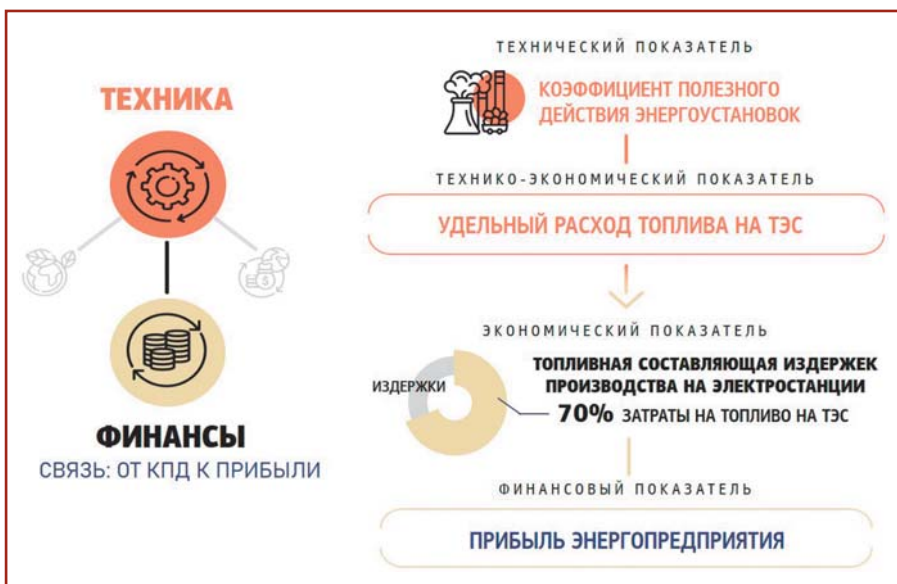 ТЕХНИКА
ФИНАНСЫ
СВЯЗЬ: ОТ КПД К ПРИБЫЛИ
ТЕХНИЧЕСКИЙ ПОКАЗАТЕЛЬ
КОЭФФИЦИЕНТ ПОЛЕЗНОГО
ДЕЙСТВИЯ ЭНЕРГОУСТАНОВОК
ТЕХНИКО-ЭКОНОМИЧЕСКИЙ ПОКАЗАТЕЛЬ
УДЕЛЬНЫЙ РАСХОД ТОПЛИВА НА ТЭС
ЭКОНОМИЧЕСКИЙ ПОКАЗАТЕЛЬ
ИЗДЕРЖКИ
ТОПЛИВНАЯ СОСТАВЛЯЮЩАЯ ИЗДЕРЖЕК
ПРОИЗВОДСТВА НА ЭЛЕКТРОСТАНЦИИ
70% ЗАТРАТЫ НА ТОПЛИВО НА ТЭС
ФИНАНСОВЫЙ ПОКАЗАТЕЛЬ
ПРИБЫЛЬ ЭНЕРГОПРЕДПРИЯТИЯ